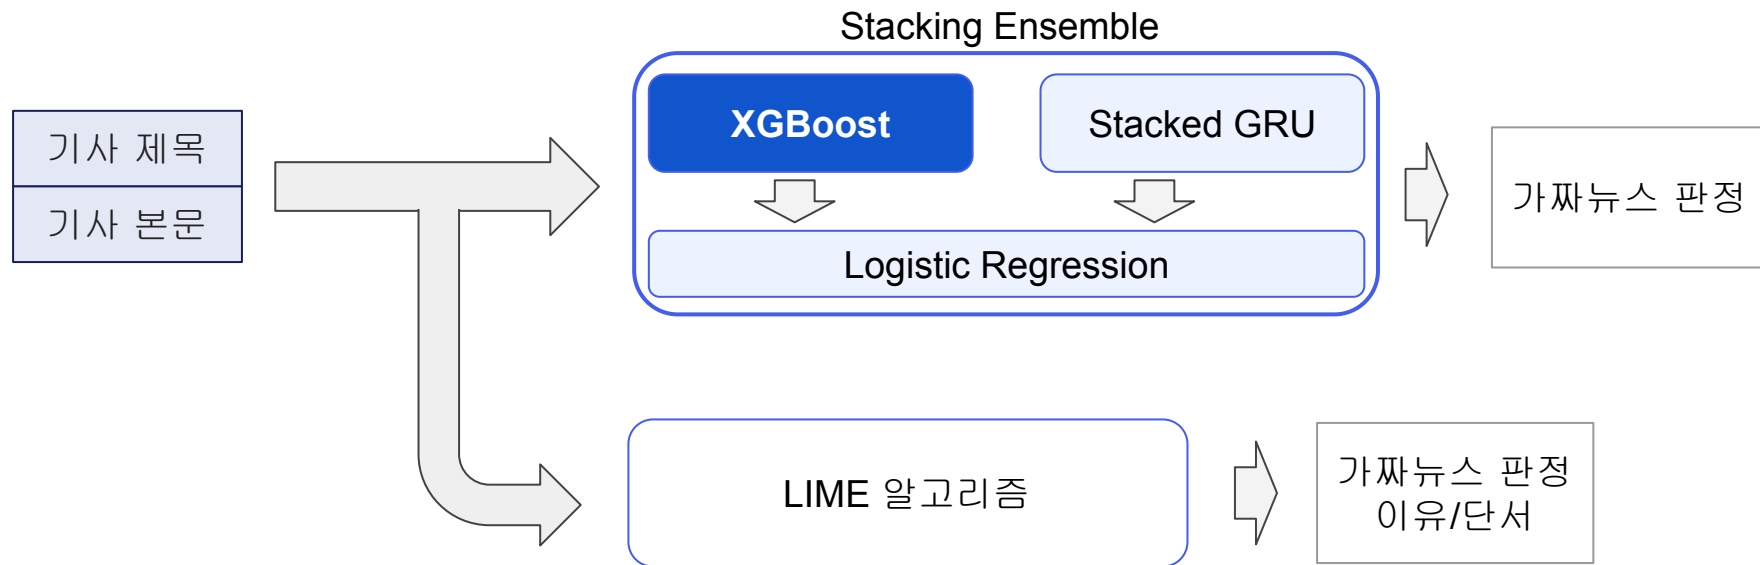 Stacking Ensemble
기사 제목
기사 본문
XGBoost
Stacked GRU
Logistic Regression
가짜뉴스 판정
LIME 알고리즘
가짜뉴스 판정
이유/단서